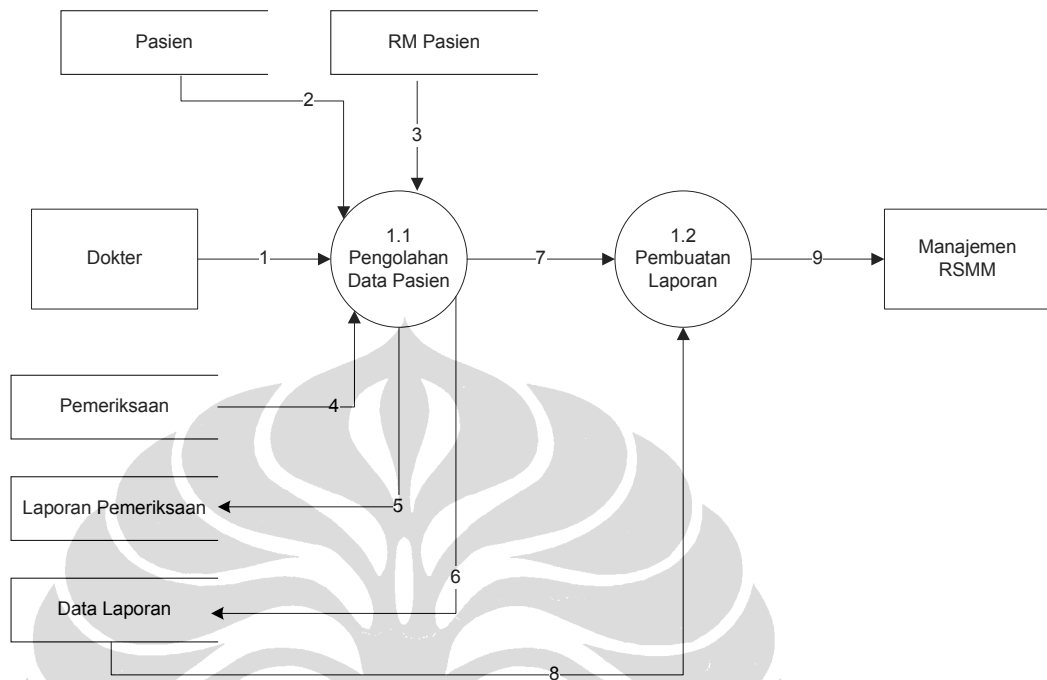 Pasien
RM Pasien
2
3
Dokter
1
1.1
Pengolahan
Data Pasien
7
1.2
Pembuatan
Laporan
9
Manajemen
RSMM
Pemeriksaan
4
Laporan Pemeriksaan
5
6
Data Laporan
8